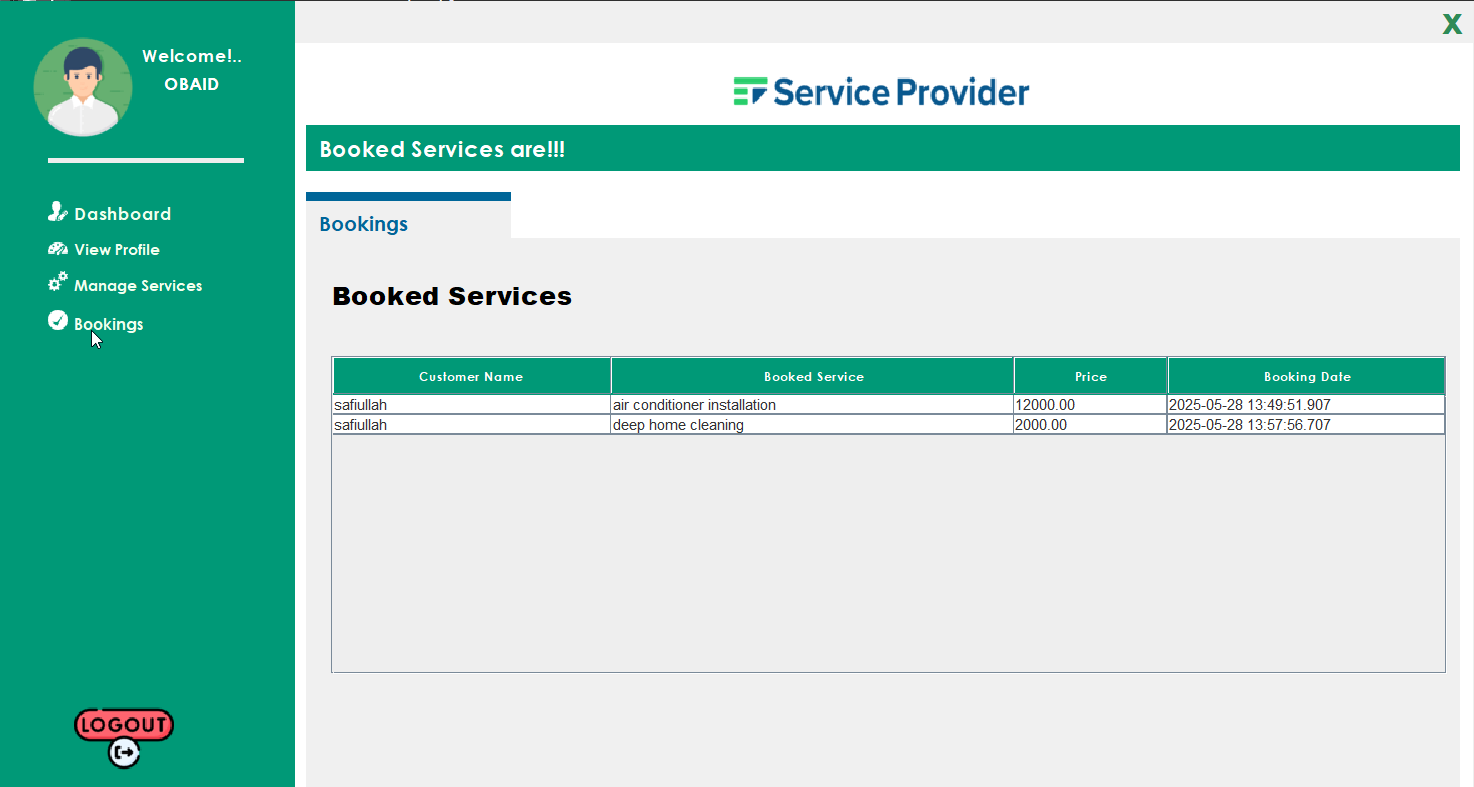 Welcome!..
OBAID
Dashboard
View Profile
Manage Services
Bookings
LOGOUT
X
Service Provider
Booked Services are!!!
Bookings
Booked Services
Customer Name Booked Service Price Booking Date
safiullah air conditioner installation 12000.00 2025-05-28 13:49:51.907
safiullah deep home cleaning 2000.00 2025-05-28 13:57:56.707